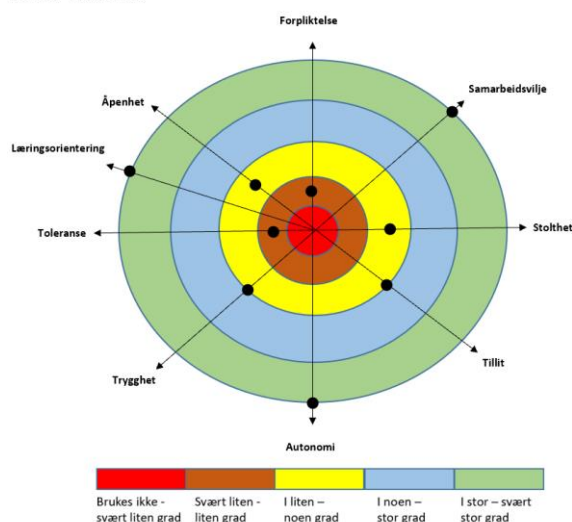 Forpliktelse
Samarbeidsvilje
Åpenhet
Læringsorientering
Toleranse
Stolthet
Tillit
Trygghet
Autonomi
Brukes ikke -
svært liten grad
Svært liten -
liten grad
I liten –
noen grad
I noen –
stor grad
I stor – svært
stor grad